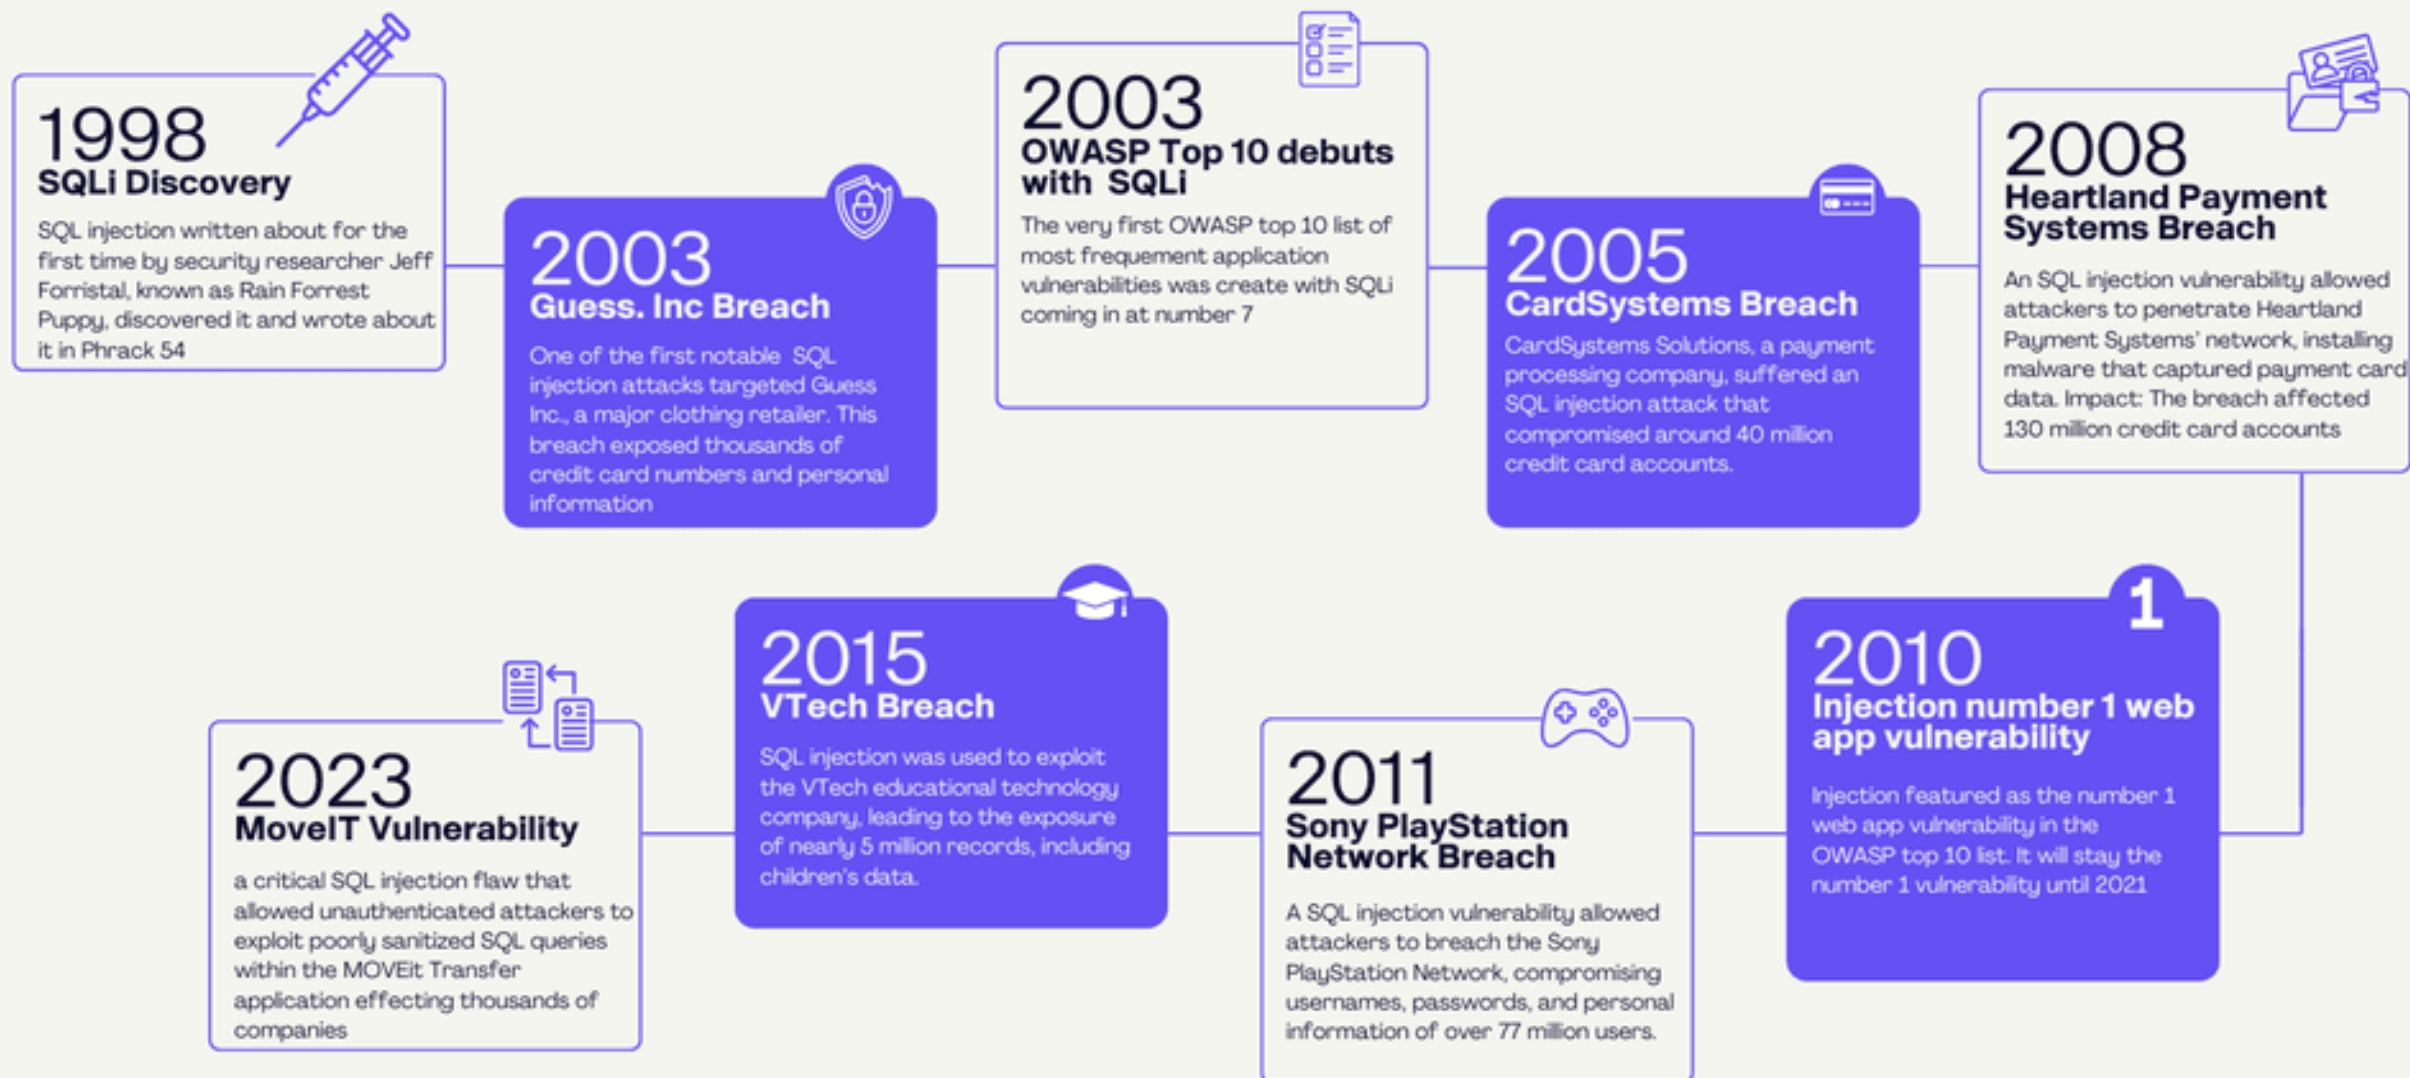 1998
SQLi Discovery
SQL injection written about for the
first time by security researcher Jeff
Forristal, known as Rain Forrest
Puppy, discovered it and wrote about
it in Phrack 54
2003
Guess. Inc Breach
One of the first notable SQL
injection attacks targeted Guess
Inc., a major clothing retailer. This
breach exposed thousands of
credit card numbers and personal
information
2003
OWASP Top 10 debuts
with SQLi
The very first OWASP top 10 list of
most frequement application
vulnerabilities was create with SQLi
coming in at number 7
2005
CardSystems Breach
CardSystems Solutions, a payment
processing company, suffered an
SQL injection attack that
compromised around 40 million
credit card accounts.
2008
Heartland Payment
Systems Breach
An SQL injection vulnerability allowed
attackers to penetrate Heartland
Payment Systems' network, installing
malware that captured payment card
data. Impact: The breach affected
130 million credit card accounts
1
2010
Injection number 1 web
app vulnerability
Injection featured as the number 1
web app vulnerability in the
OWASP top 10 list. It will stay the
number 1 vulnerability until 2021
2011
Sony PlayStation
Network Breach
A SQL injection vulnerability allowed
attackers to breach the Sony
PlayStation Network, compromising
usernames, passwords, and personal
information of over 77 million users.
2015
VTech Breach
SQL injection was used to exploit
the VTech educational technology
company, leading to the exposure
of nearly 5 million records, including
children's data.
2023
MoveIT Vulnerability
a critical SQL injection flaw that
allowed unauthenticated attackers to
exploit poorly sanitized SQL queries
within the MOVEit Transfer
application effecting thousands of
companies